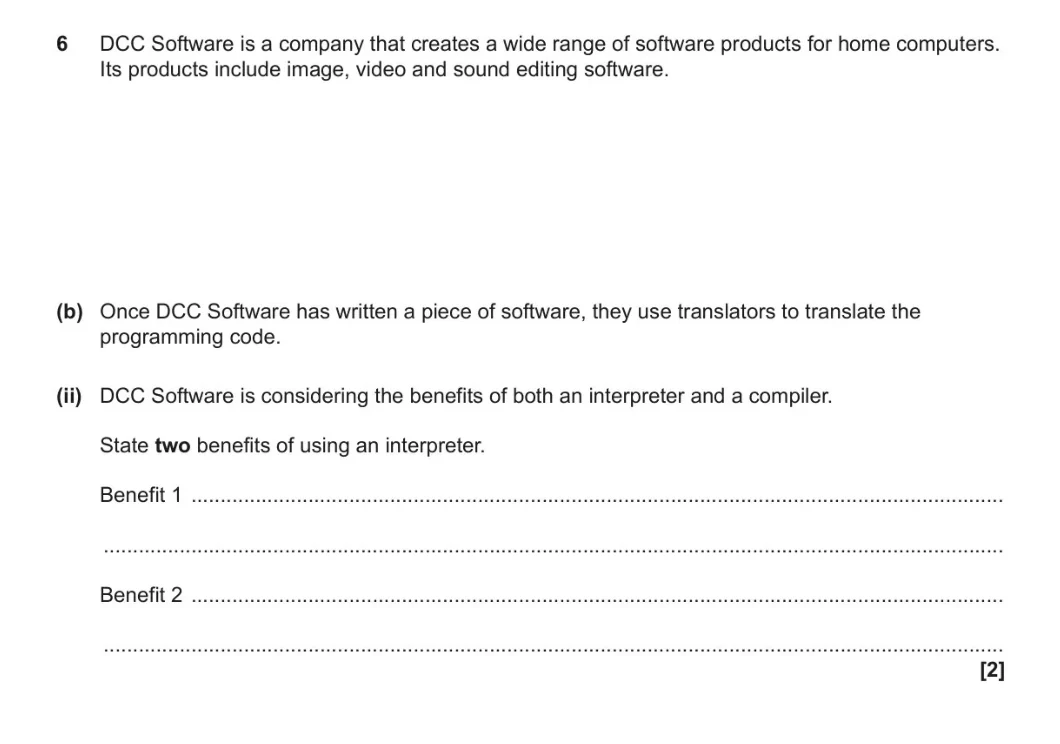 6 DCC Software is a company that creates a wide range of software products for home computers.
Its products include image, video and sound editing software.
(b) Once DCC Software has written a piece of software, they use translators to translate the
programming code.
(ii) DCC Software is considering the benefits of both an interpreter and a compiler.
State two benefits of using an interpreter.
Benefit 1 ................................................................................
................................................................................
Benefit 2 ................................................................................
................................................................................
[2]